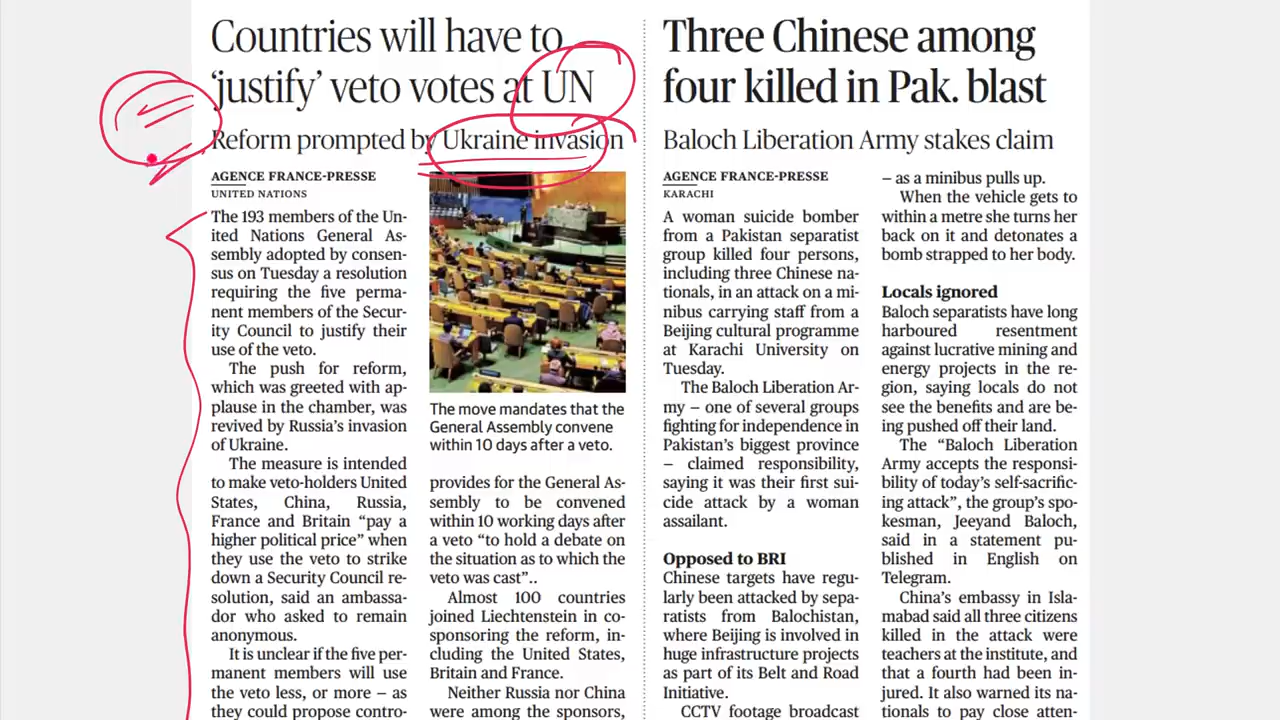 Countries will have to
‘justify’ veto votes at UN
Reform prompted by Ukraine invasion
AGENCE FRANCE-PRESSE
UNITED NATIONS
The 193 members of the Un-
ited Nations General As-
sembly adopted by consen-
sus on Tuesday a resolution
requiring the five perma-
nent members of the Secur-
ity Council to justify their
use of the veto.
The push for reform,
which was greeted with ap-
plause in the chamber, was
revived by Russia’s invasion
of Ukraine.
The measure is intended
to make veto-holders United
States, China, Russia,
France and Britain “pay a
higher political price” when
they use the veto to strike
down a Security Council re-
solution, said an ambassa-
dor who asked to remain
anonymous.
It is unclear if the five per-
manent members will use
the veto less, or more – as
they could propose contro-
The move mandates that the
General Assembly convene
within 10 days after a veto.
provides for the General As-
sembly to be convened
within 10 working days after
a veto “to hold a debate on
the situation as to which the
veto was cast”..
Almost 100 countries
joined Liechtenstein in co-
sponsoring the reform, in-
cluding the United States,
Britain and France.
Neither Russia nor China
were among the sponsors,
Three Chinese among
four killed in Pak. blast
Baloch Liberation Army stakes claim
AGENCE FRANCE-PRESSE
KARACHI
A woman suicide bomber
from a Pakistan separatist
group killed four persons,
including three Chinese na-
tionals, in an attack on a mi-
nibus carrying staff from a
Beijing cultural programme
at Karachi University on
Tuesday.
The Baloch Liberation Ar-
my – one of several groups
fighting for independence in
Pakistan’s biggest province
– claimed responsibility,
saying it was their first sui-
cide attack by a woman
assailant.
Opposed to BRI
Chinese targets have regu-
larly been attacked by sepa-
ratists from Balochistan,
where Beijing is involved in
huge infrastructure projects
as part of its Belt and Road
Initiative.
CCTV footage broadcast
– as a minibus pulls up.
When the vehicle gets to
within a metre she turns her
back on it and detonates a
bomb strapped to her body.
Locals ignored
Baloch separatists have long
harboured resentment
against lucrative mining and
energy projects in the re-
gion, saying locals do not
see the benefits and are be-
ing pushed off their land.
The “Baloch Liberation
Army accepts the responsi-
bility of today’s self-sacrific-
ing attack”, the group’s spo-
kesman, Jeeyand Baloch,
said in a statement pu-
blished in English on
Telegram.
China’s embassy in Isla-
mabad said all three citizens
killed in the attack were
teachers at the institute, and
that a fourth had been in-
jured. It also warned its na-
tionals to pay close atten-